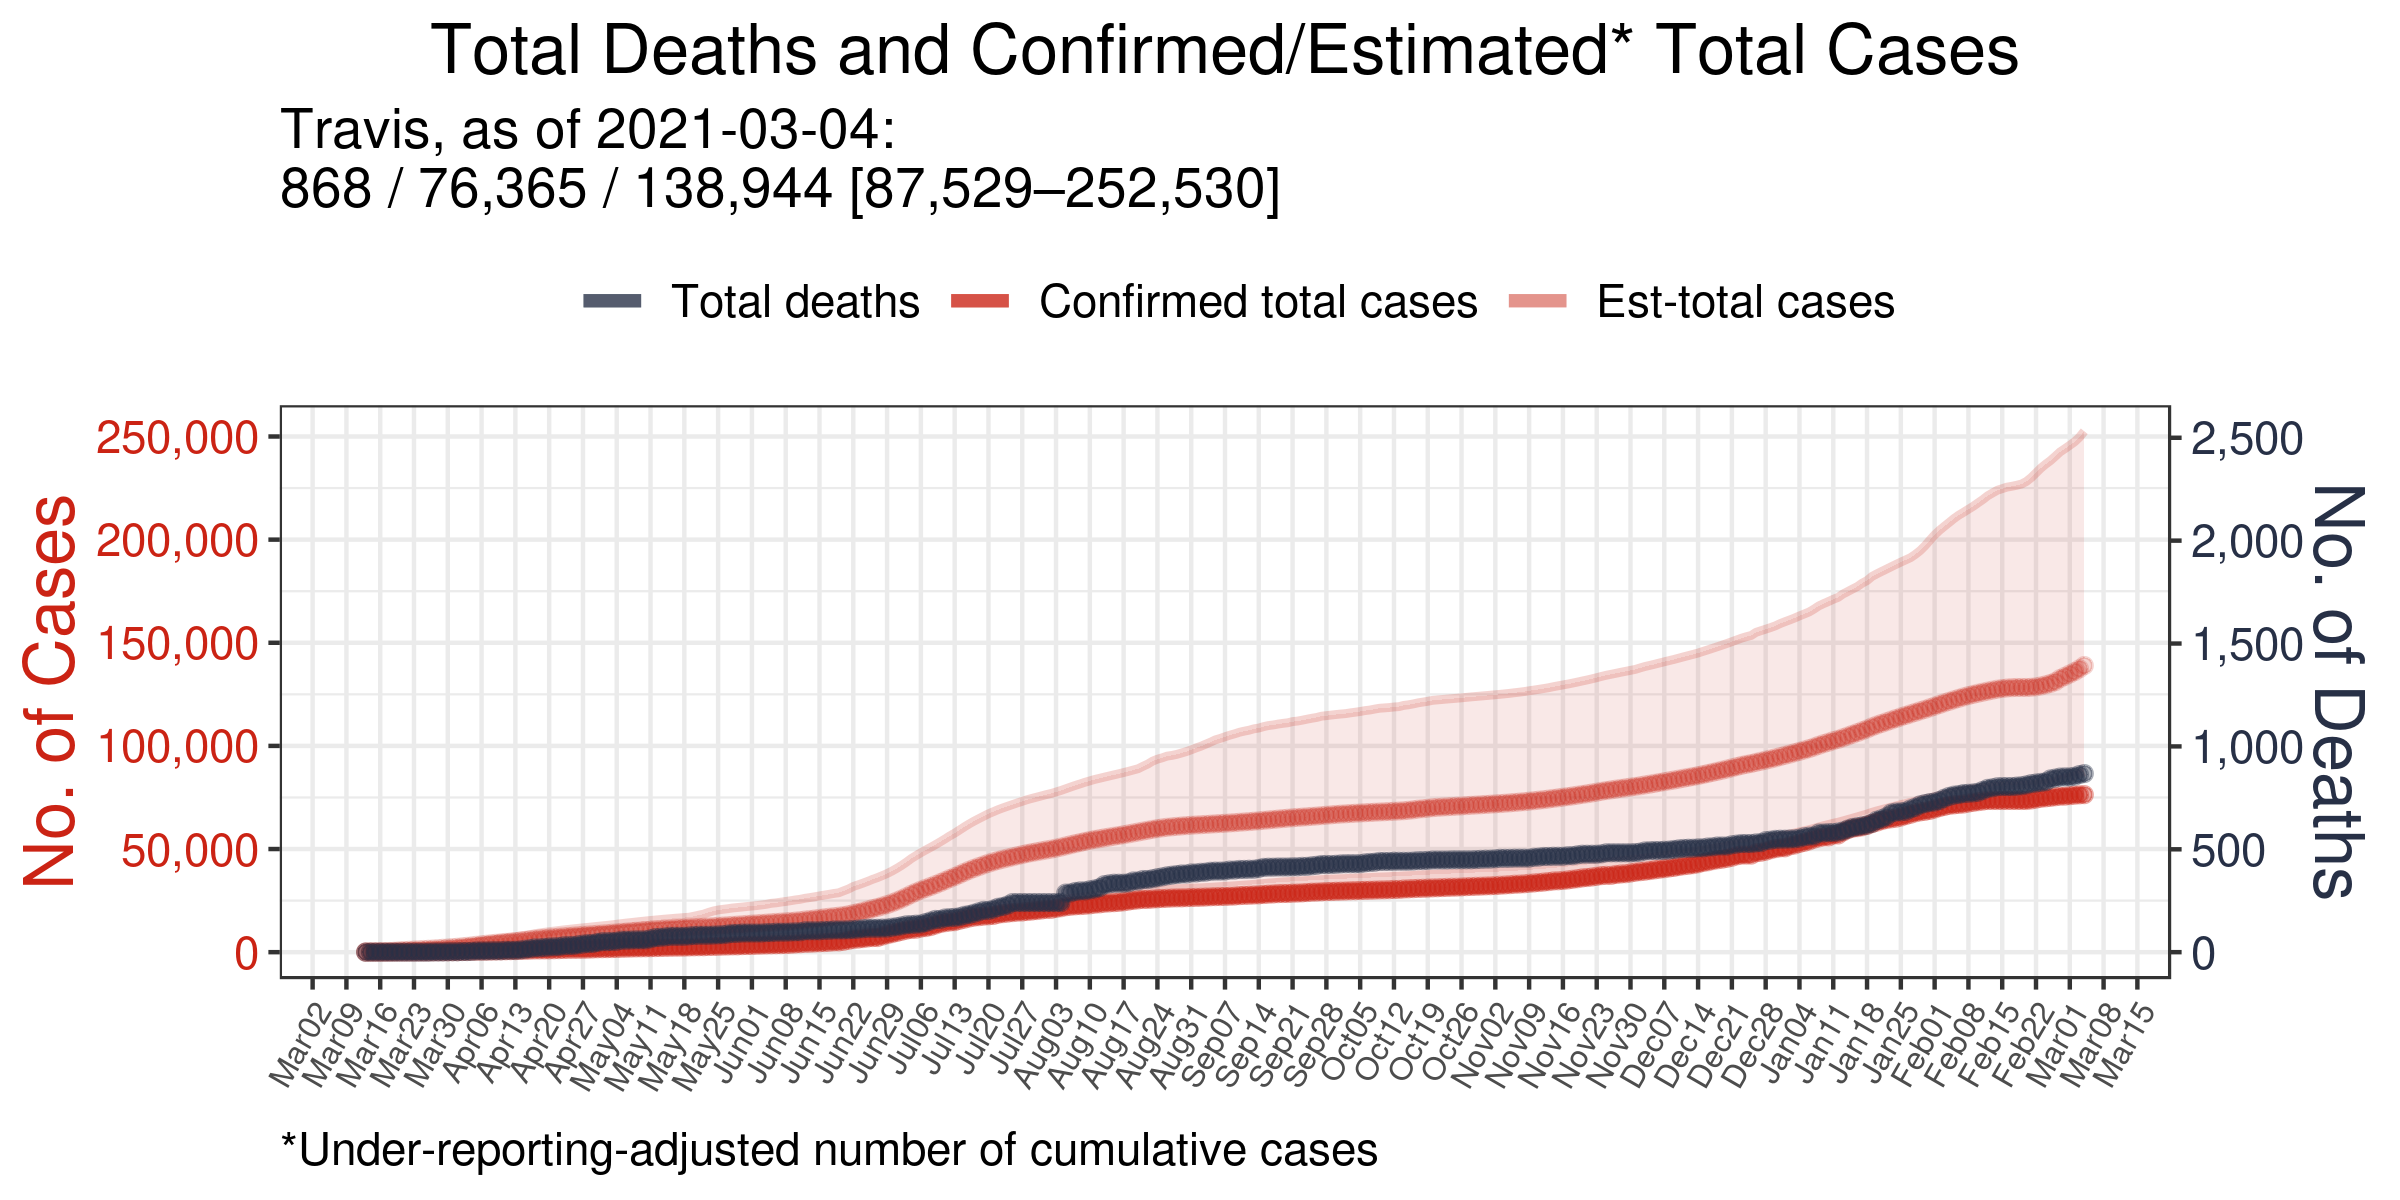 Total Deaths and Confirmed/Estimated* Total Cases
Travis, as of 2021-03-04:
868 / 76,365 / 138,944 [87,529–252,530]
Total deaths
Confirmed total cases
Est-total cases
No. of Cases
250,000
200,000
150,000
100,000
50,000
0
2,500
2,000
1,500
1,000
500
0
No. of Deaths
Mar02
Mar09
Mar16
Mar23
Mar30
Apr06
Apr13
Apr20
Apr27
May04
May11
May18
May25
Jun01
Jun08
Jun15
Jun22
Jun29
Jul06
Jul13
Jul20
Jul27
Aug03
Aug10
Aug17
Aug24
Aug31
Sep07
Sep14
Sep21
Sep28
Oct05
Oct12
Oct19
Oct26
Nov02
Nov09
Nov16
Nov23
Nov30
Dec07
Dec14
Dec21
Dec28
Jan04
Jan11
Jan18
Jan25
Feb01
Feb08
Feb15
Feb22
Mar01
Mar08
Mar15
*Under-reporting-adjusted number of cumulative cases